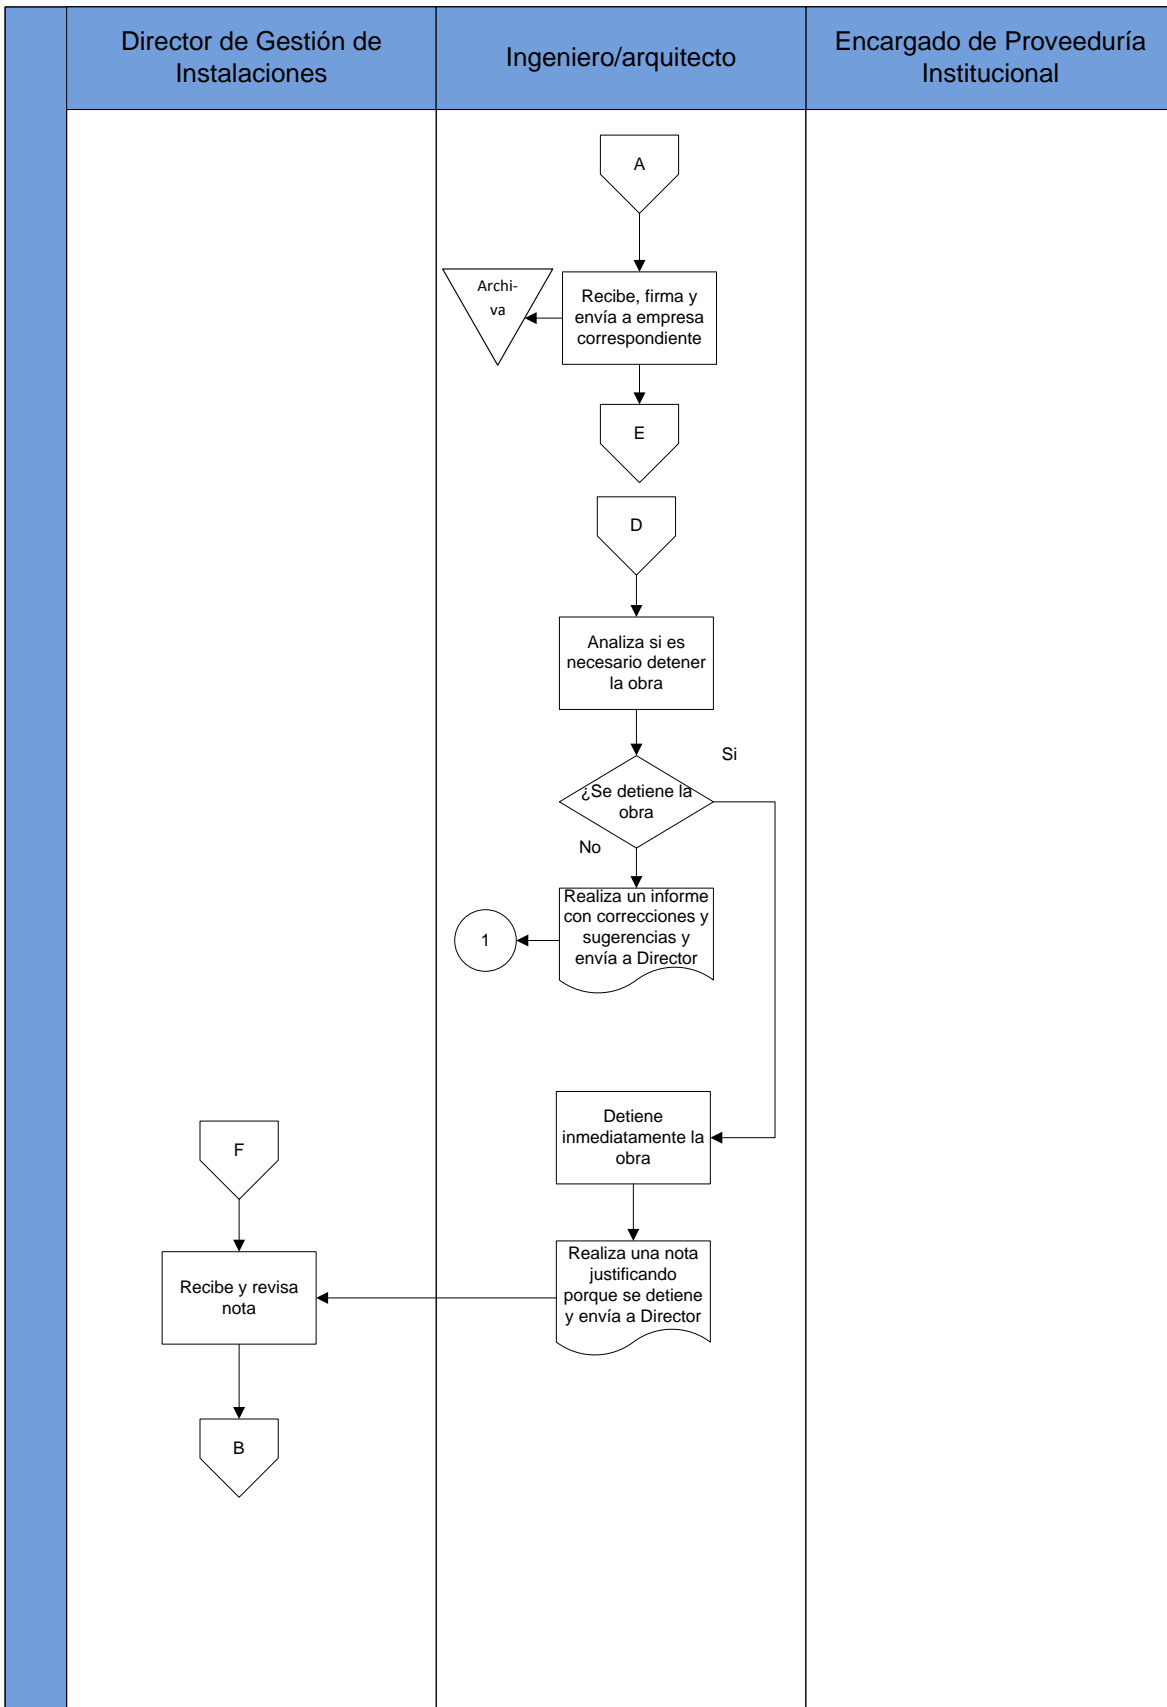 Director de Gestión de
Instalaciones
Ingeniero/arquitecto
Encargado de Proveeduría
Institucional
A
Archi-
va
Recibe, firma y
envía a empresa
correspondiente
E
D
Analiza si es
necesario detener
la obra
Si
¿Se detiene la
obra
No
Realiza un informe
con correcciones y
sugerencias y
envía a Director
1
Detiene
inmediatamente la
obra
F
Realiza una nota
justificando
porque se detiene
y envía a Director
Recibe y revisa
nota
B